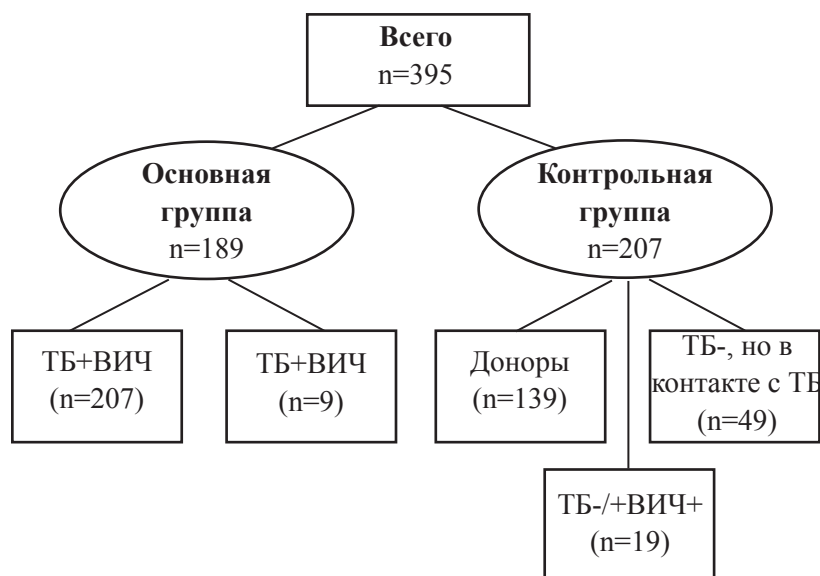 Всего
n=395
Основная
группа
n=189
Контрольная
группа
n=207
ТБ+ВИЧ
(n=207)
ТБ+ВИЧ
(n=9)
Доноры
(n=139)
ТБ-, но в
контакте с ТБ
(n=49)
ТБ-/+ВИЧ+
(n=19)